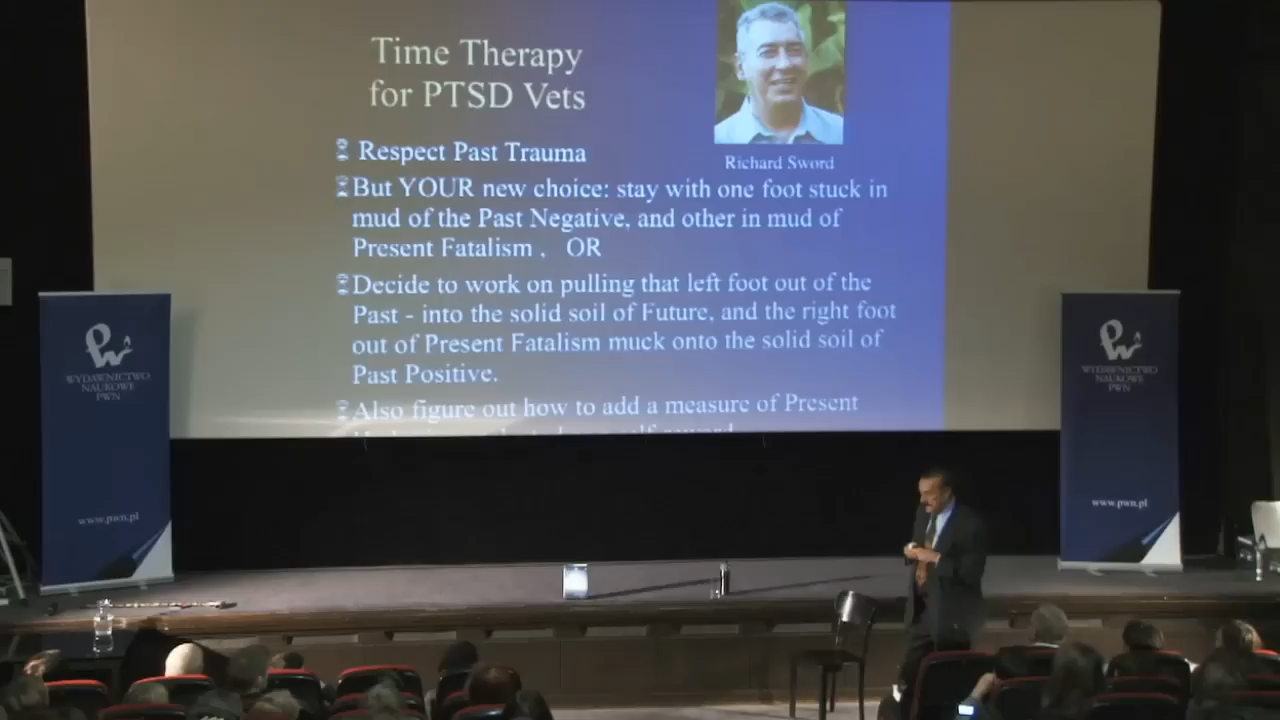 Time Therapy
for PTSD Vets
Respect Past Trauma
Richard Sword
But YOUR new choice: stay with one foot stuck in
mud of the Past Negative, and other in mud of
Present Fatalism , OR
Decide to work on pulling that left foot out of the
Past - into the solid soil of Future, and the right foot
out of Present Fatalism muck onto the solid soil of
Past Positive.
Also figure out how to add a measure of Present
WYDAWNICTWO
NAUKOWE
PWN
www.pwn.pl
WYDAWNICTWO
NAUKOWE
PWN
www.pwn.pl